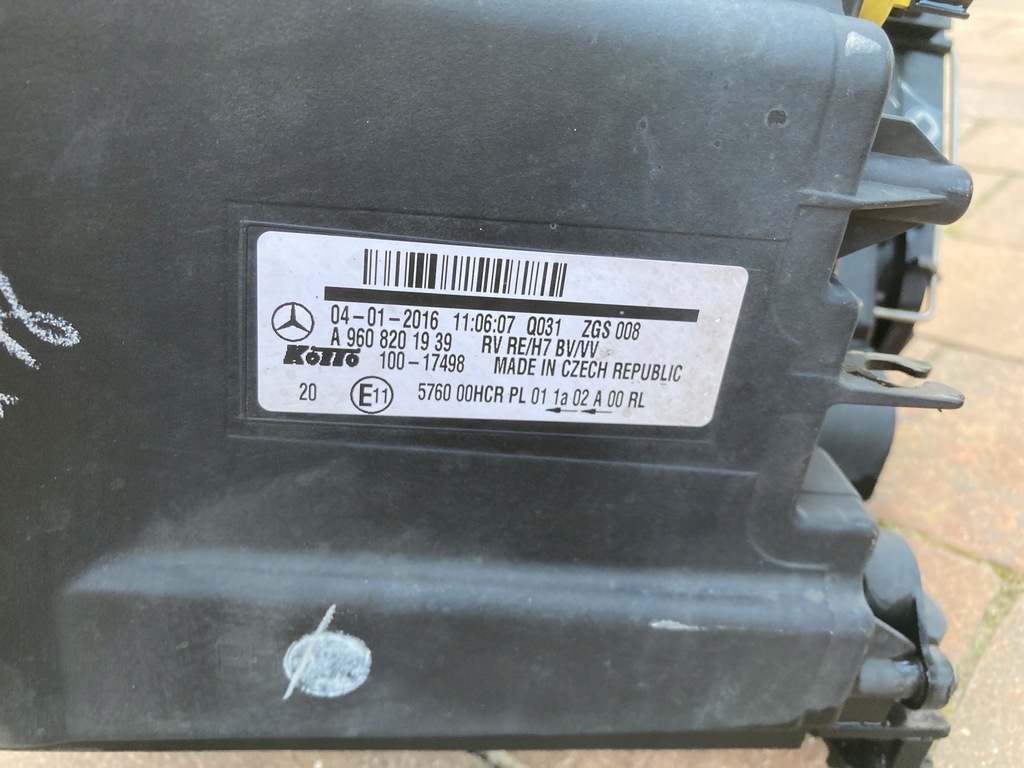 04-01-2016 11:06:07 Q031 ZGS 008
A 960 820 19 39 RV RE/H7 BV/VV
KOITO 100-17498 MADE IN CZECH REPUBLIC
20 E11 5760 00HCR PL 01 1a 02 A 00 RL